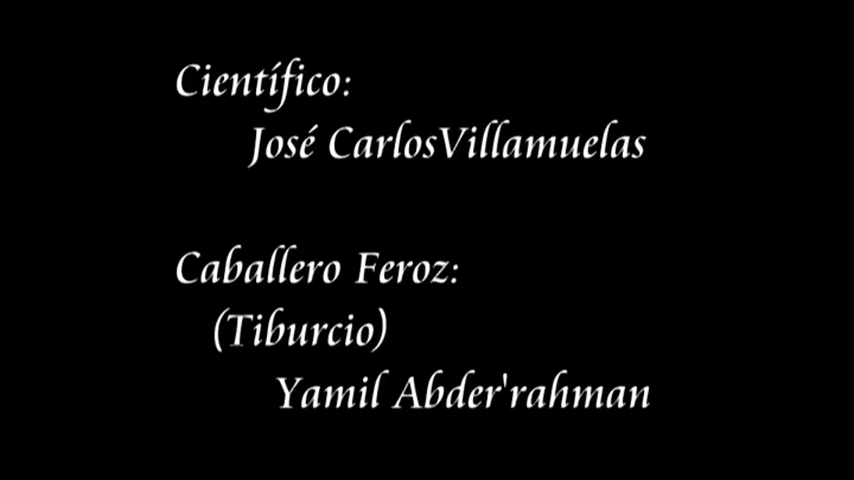 Científico:
José CarlosVillamuelas
Caballero Feroz:
(Tiburcio)
Yamil Abder'rahman